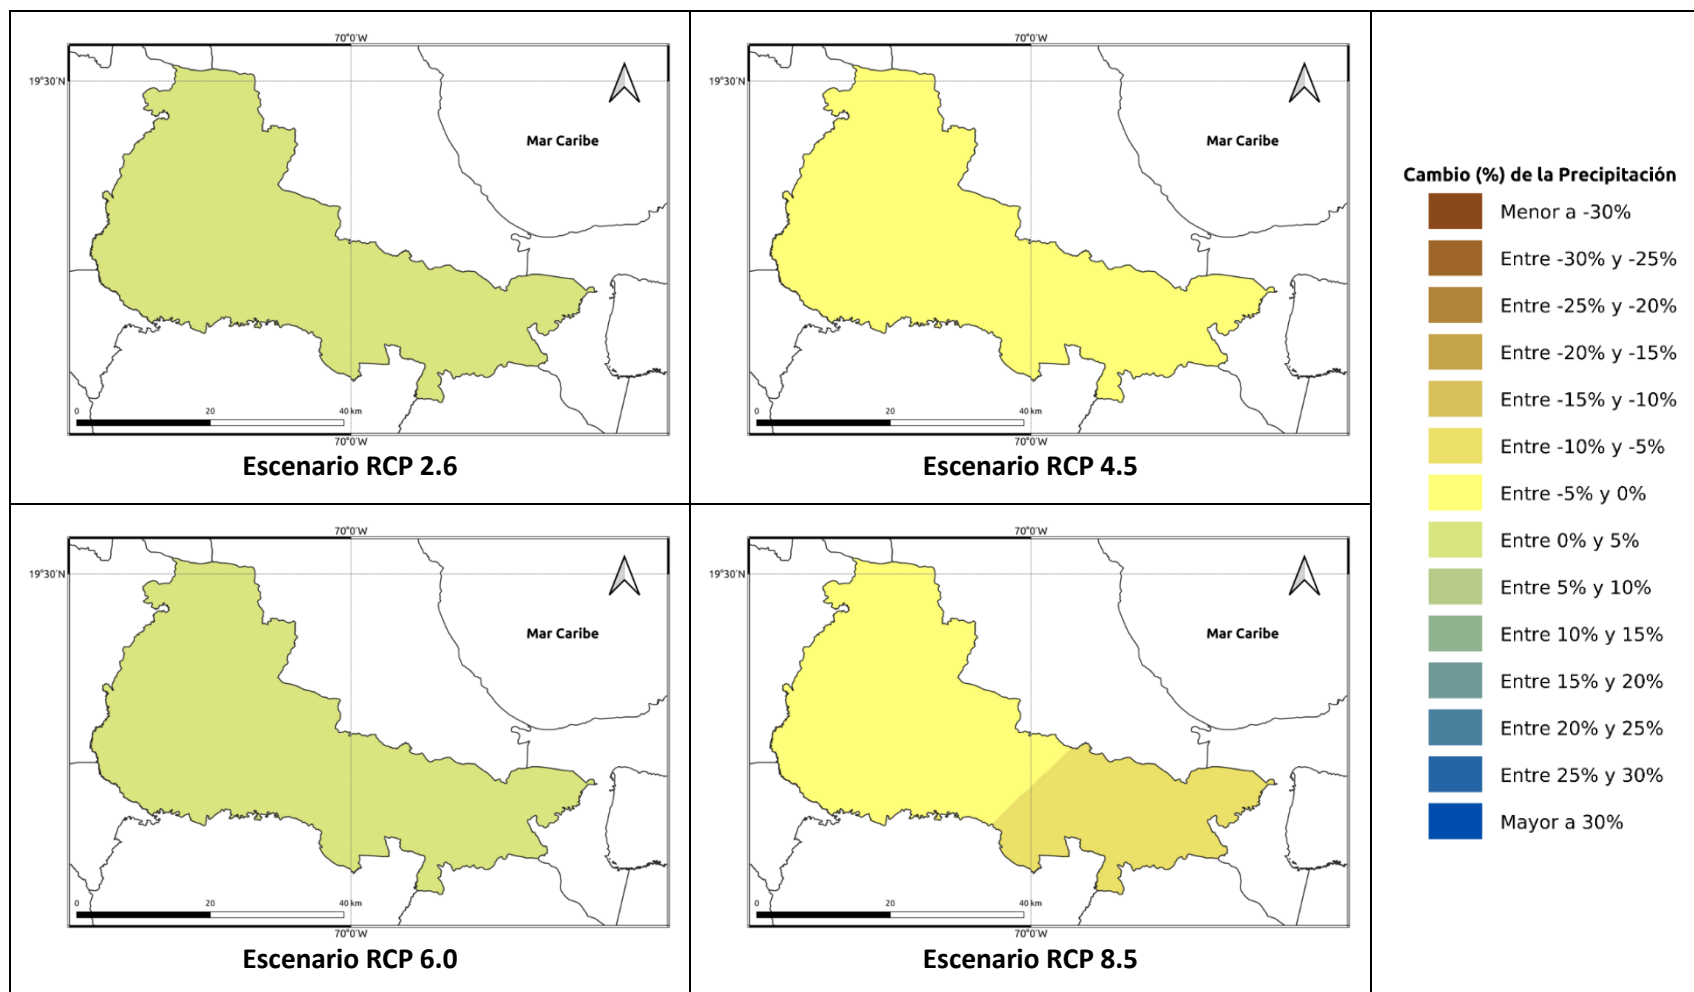 70°0'W
19°30'N
Mar Caribe
0 20 40 km
70°0'W
Escenario RCP 2.6
70°0'W
19°30'N
Mar Caribe
0 20 40 km
70°0'W
Escenario RCP 4.5
70°0'W
19°30'N
Mar Caribe
0 20 40 km
70°0'W
Escenario RCP 6.0
70°0'W
19°30'N
Mar Caribe
0 20 40 km
70°0'W
Escenario RCP 8.5
Cambio (%) de la Precipitación
Menor a -30%
Entre -30% y -25%
Entre -25% y -20%
Entre -20% y -15%
Entre -15% y -10%
Entre -10% y -5%
Entre -5% y 0%
Entre 0% y 5%
Entre 5% y 10%
Entre 10% y 15%
Entre 15% y 20%
Entre 20% y 25%
Entre 25% y 30%
Mayor a 30%